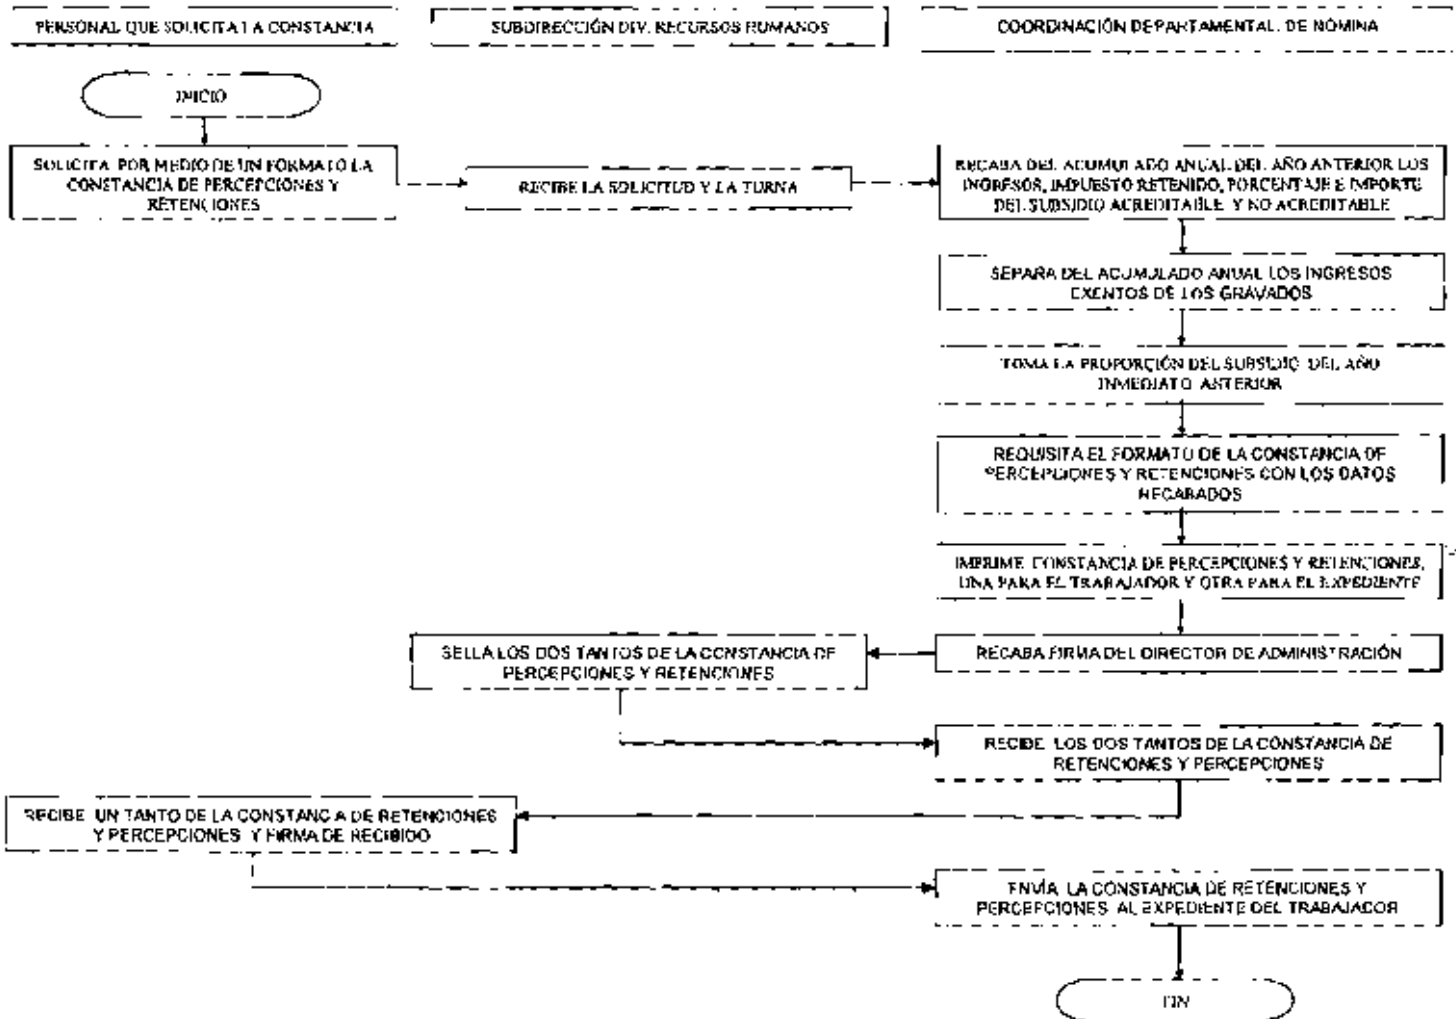 PERSONAL QUE SOLICITA LA CONSTANCIA
SUBDIRECCIÓN DIV. RECURSOS HUMANOS
COORDINACIÓN DEPARTAMENTAL DE NÓMINA
INICIO
SOLICITA POR MEDIO DE UN FORMATO LA
CONSTANCIA DE PERCEPCIONES Y
RETENCIONES
RECIBE LA SOLICITUD Y LA TURNA
RECABA DEL ACUMULADO ANUAL DEL AÑO ANTERIOR LOS
INGRESOS, IMPUESTO RETENIDO, PORCENTAJE E IMPORTE
DEL SUBSIDIO ACREDITABLE Y NO ACREDITABLE
SEPARA DEL ACUMULADO ANUAL LOS INGRESOS
EXENTOS DE LOS GRAVADOS
TOMA LA PROPORCIÓN DEL SUBSIDIO DEL AÑO
INMEDIATO ANTERIOR
REQUISITA EL FORMATO DE LA CONSTANCIA DE
PERCEPCIONES Y RETENCIONES CON LOS DATOS
RECABADOS
IMPRIME CONSTANCIA DE PERCEPCIONES Y RETENCIONES,
UNA PARA EL TRABAJADOR Y OTRA PARA EL EXPEDIENTE
SELLA LOS DOS TANTOS DE LA CONSTANCIA DE
PERCEPCIONES Y RETENCIONES
RECABA FIRMA DEL DIRECTOR DE ADMINISTRACIÓN
RECIBE LOS DOS TANTOS DE LA CONSTANCIA DE
RETENCIONES Y PERCEPCIONES
RECIBE UN TANTO DE LA CONSTANCIA DE RETENCIONES
Y PERCEPCIONES Y FIRMA DE RECIBIDO
ENVÍA LA CONSTANCIA DE RETENCIONES Y
PERCEPCIONES AL EXPEDIENTE DEL TRABAJADOR
FIN